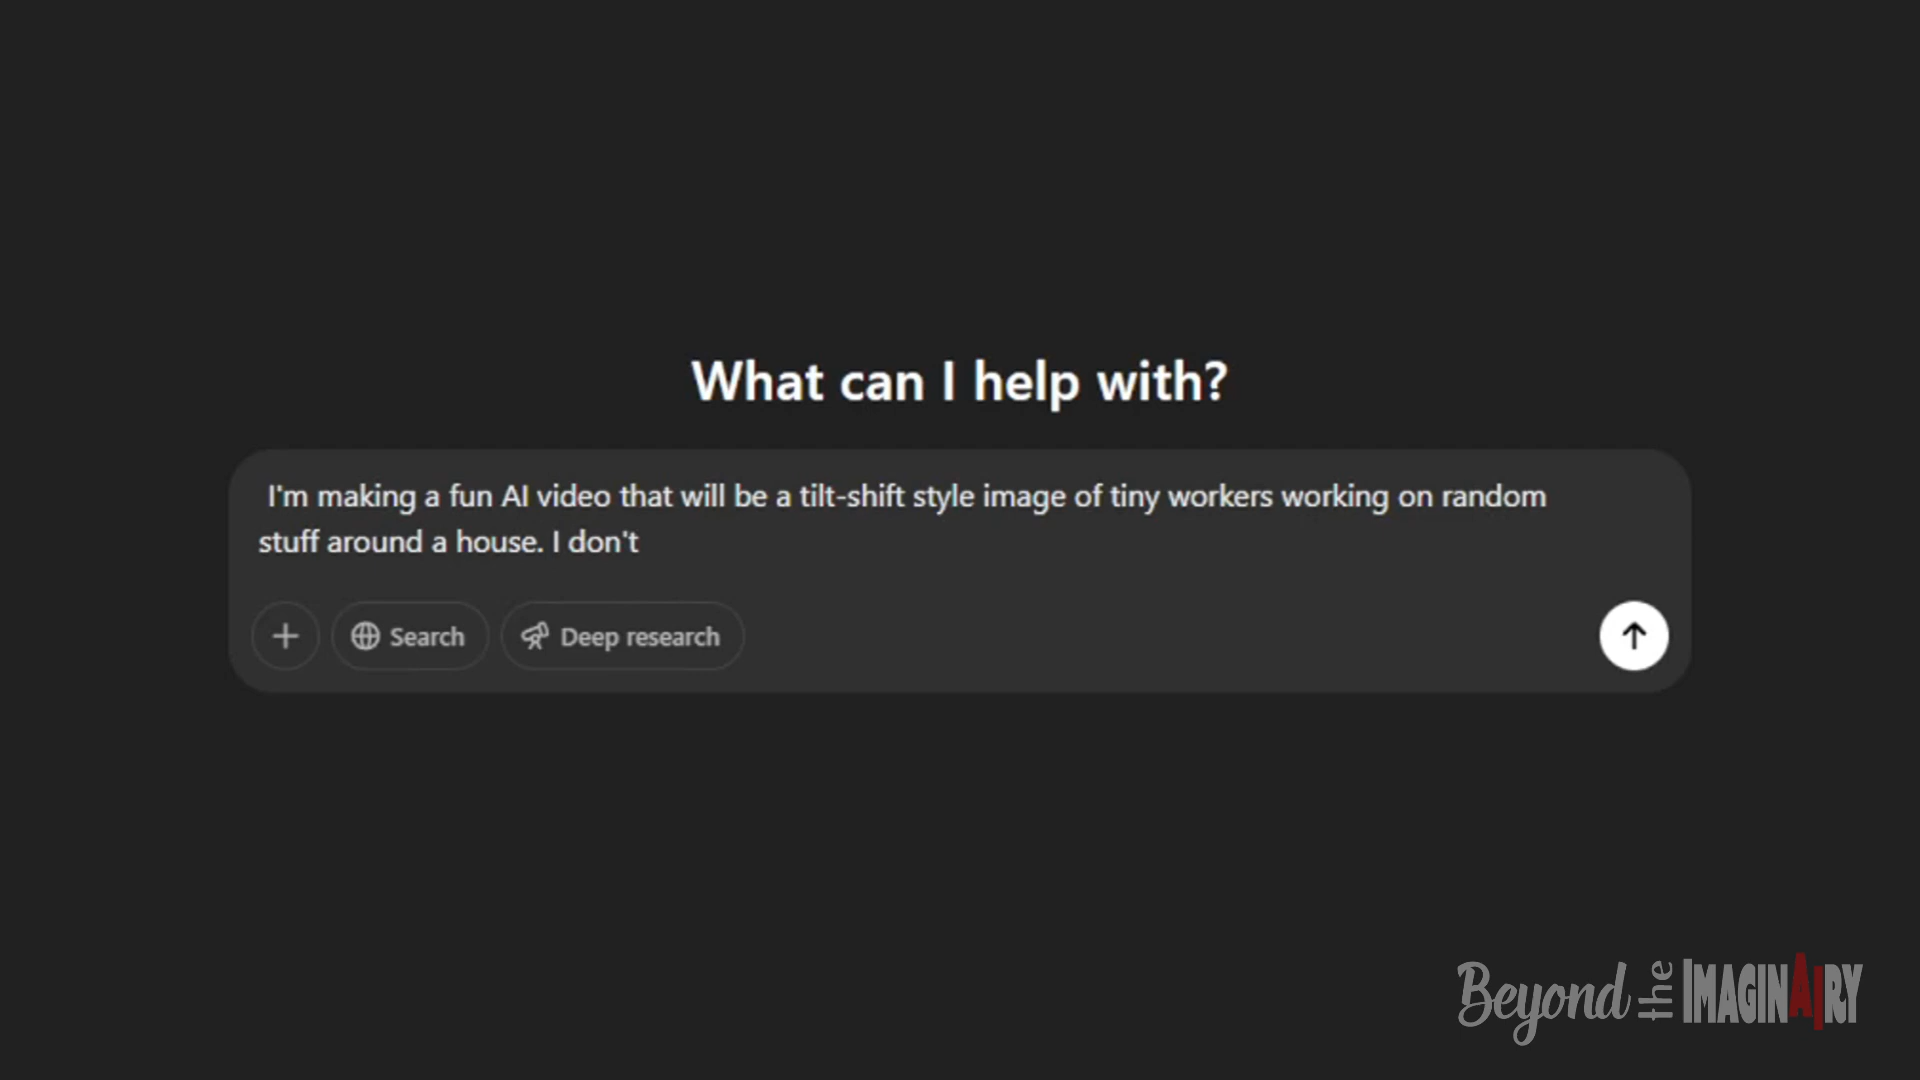 What can I help with?
I'm making a fun AI video that will be a tilt-shift style image of tiny workers working on random
stuff around a house. I don't
Search
Deep research
Beyond the IMAGINAIRY